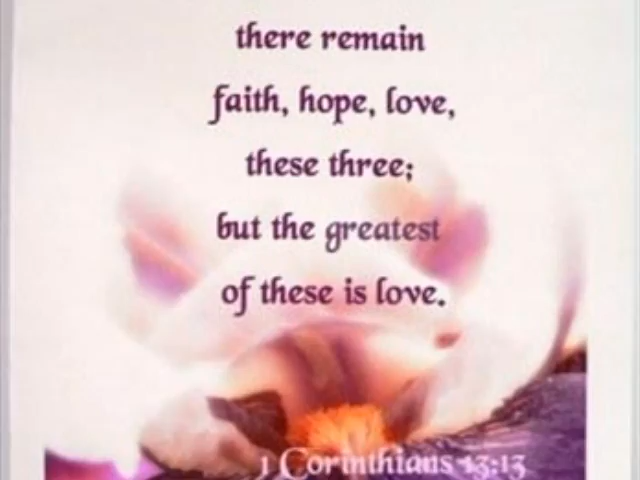 there remain
faith, hope, love,
these three;
but the greatest
of these is love.
1 Corinthians 13:13